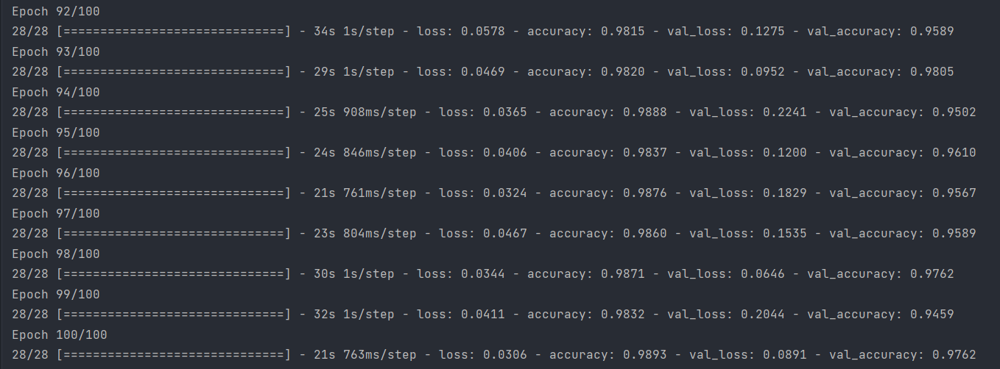 Epoch 92/100
28/28 [==============================] - 34s 1s/step - loss: 0.0578 - accuracy: 0.9815 - val_loss: 0.1275 - val_accuracy: 0.9589
Epoch 93/100
28/28 [==============================] - 29s 1s/step - loss: 0.0469 - accuracy: 0.9820 - val_loss: 0.0952 - val_accuracy: 0.9805
Epoch 94/100
28/28 [==============================] - 25s 908ms/step - loss: 0.0365 - accuracy: 0.9888 - val_loss: 0.2241 - val_accuracy: 0.9502
Epoch 95/100
28/28 [==============================] - 24s 846ms/step - loss: 0.0406 - accuracy: 0.9837 - val_loss: 0.1200 - val_accuracy: 0.9610
Epoch 96/100
28/28 [==============================] - 21s 761ms/step - loss: 0.0324 - accuracy: 0.9876 - val_loss: 0.1829 - val_accuracy: 0.9567
Epoch 97/100
28/28 [==============================] - 23s 804ms/step - loss: 0.0467 - accuracy: 0.9860 - val_loss: 0.1535 - val_accuracy: 0.9589
Epoch 98/100
28/28 [==============================] - 30s 1s/step - loss: 0.0344 - accuracy: 0.9871 - val_loss: 0.0646 - val_accuracy: 0.9762
Epoch 99/100
28/28 [==============================] - 32s 1s/step - loss: 0.0411 - accuracy: 0.9832 - val_loss: 0.2044 - val_accuracy: 0.9459
Epoch 100/100
28/28 [==============================] - 21s 763ms/step - loss: 0.0306 - accuracy: 0.9893 - val_loss: 0.0891 - val_accuracy: 0.9762